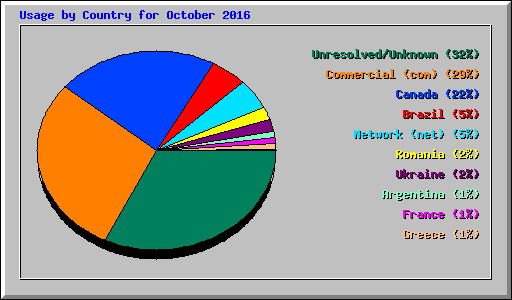 Usage by Country for October 2016
Unresolved/Unknown (32%)
Commercial (com) (29%)
Canada (22%)
Brazil (5%)
Network (net) (5%)
Romania (2%)
Ukraine (2%)
Argentina (1%)
France (1%)
Greece (1%)